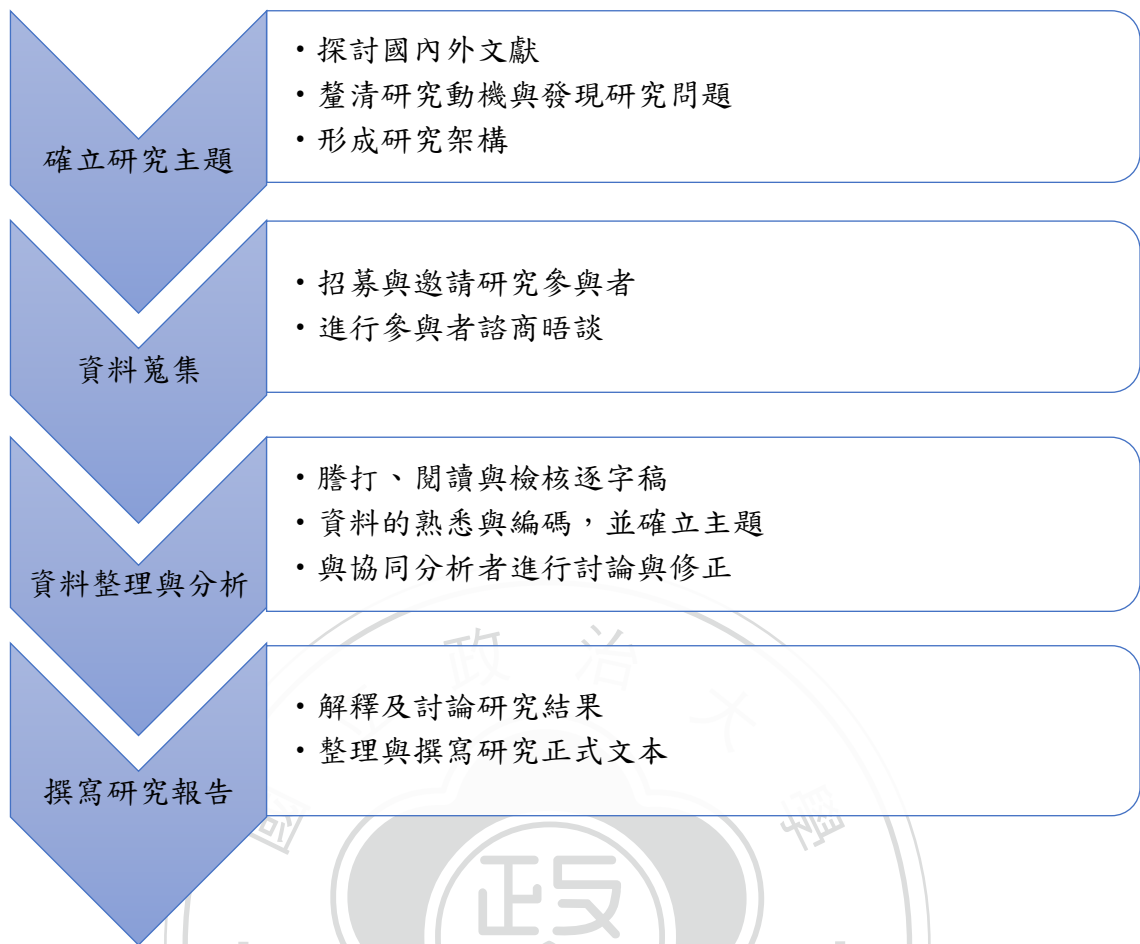 確立研究主題
・探討國內外文獻
・釐清研究動機與發現研究問題
・形成研究架構
資料蒐集
・招募與邀請研究參與者
・進行參與者諮商晤談
資料整理與分析
・謄打、閱讀與檢核逐字稿
・資料的熟悉與編碼，並確立主題
・與協同分析者進行討論與修正
撰寫研究報告
・解釋及討論研究結果
・整理與撰寫研究正式文本
國 政 治 大 學
政